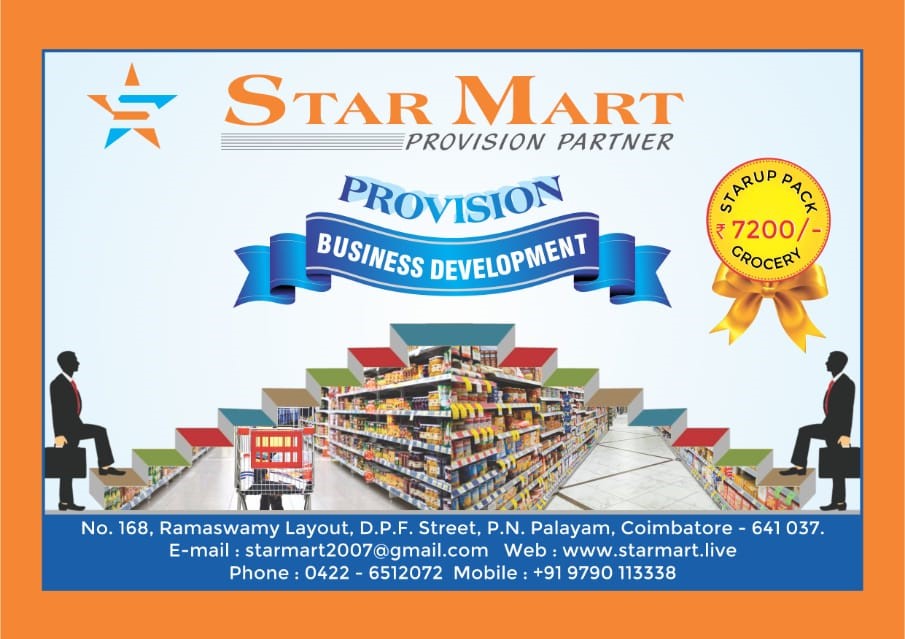 STAR MART
PROVISION PARTNER
PROVISION
BUSINESS DEVELOPMENT
STARUP PACK
₹ 7200/-
GROCERY
No. 168, Ramaswamy Layout, D.P.F. Street, P.N. Palayam, Coimbatore - 641 037.
E-mail : starmart2007@gmail.com Web : www.starmart.live
Phone : 0422 - 6512072 Mobile : +91 9790 113338